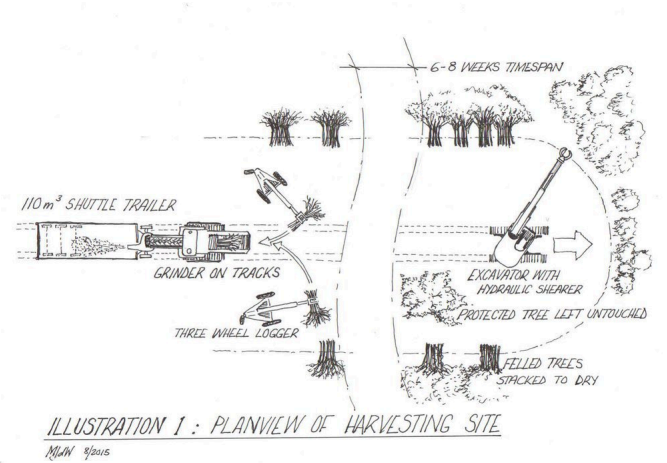 6-8 WEEKS TIMESPAN
110m³ SHUTTLE TRAILER
GRINDER ON TRACKS
THREE WHEEL LOGGER
EXCAVATOR WITH
HYDRAULIC SHEARER
PROTECTED TREE LEFT UNTOUCHED
FELLED TREES
STACKED TO DRY
ILLUSTRATION 1 : PLANVIEW OF HARVESTING SITE
8/2015